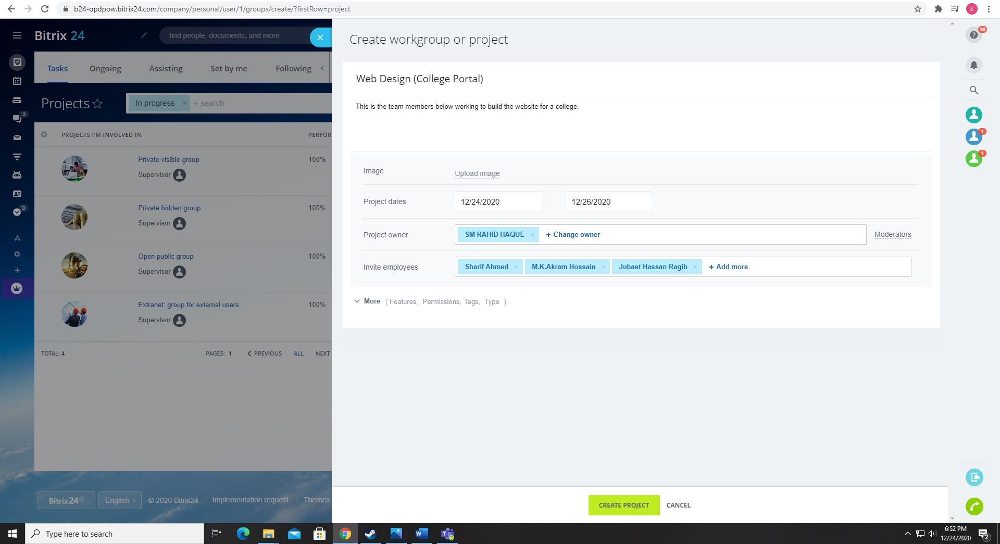 b24-opdpow.bitrix24.com/company/personal/user/1/groups/create/?firstRow=project
S
Bitrix 24
find people, documents, and more
Tasks Ongoing Assisting Set by me Following
Projects
In progress × + search
PROJECTS I'M INVOLVED IN PERFOR
Private visible group 100%
Supervisor
Private hidden group 100%
Supervisor
Open public group 100%
Supervisor
Extranet: group for external users 100%
Supervisor
TOTAL: 4 PAGES: 1 PREVIOUS ALL NEXT
2
3
Bitrix24 English © 2020 Bitrix24 Implementation request Themes
Create workgroup or project
Web Design (College Portal)
This is the team members below working to build the website for a college.
Image Upload image
Project dates 12/24/2020 12/26/2020
Project owner SM RAHID HAQUE × + Change owner Moderators
Invite employees Sharif Ahmed × M.K.Akram Hossain × Jubaet Hassan Ragib × + Add more
More ( Features, Permissions, Tags, Type )
CREATE PROJECT CANCEL
10
1
1
Type here to search
6:52 PM
12/24/2020
2